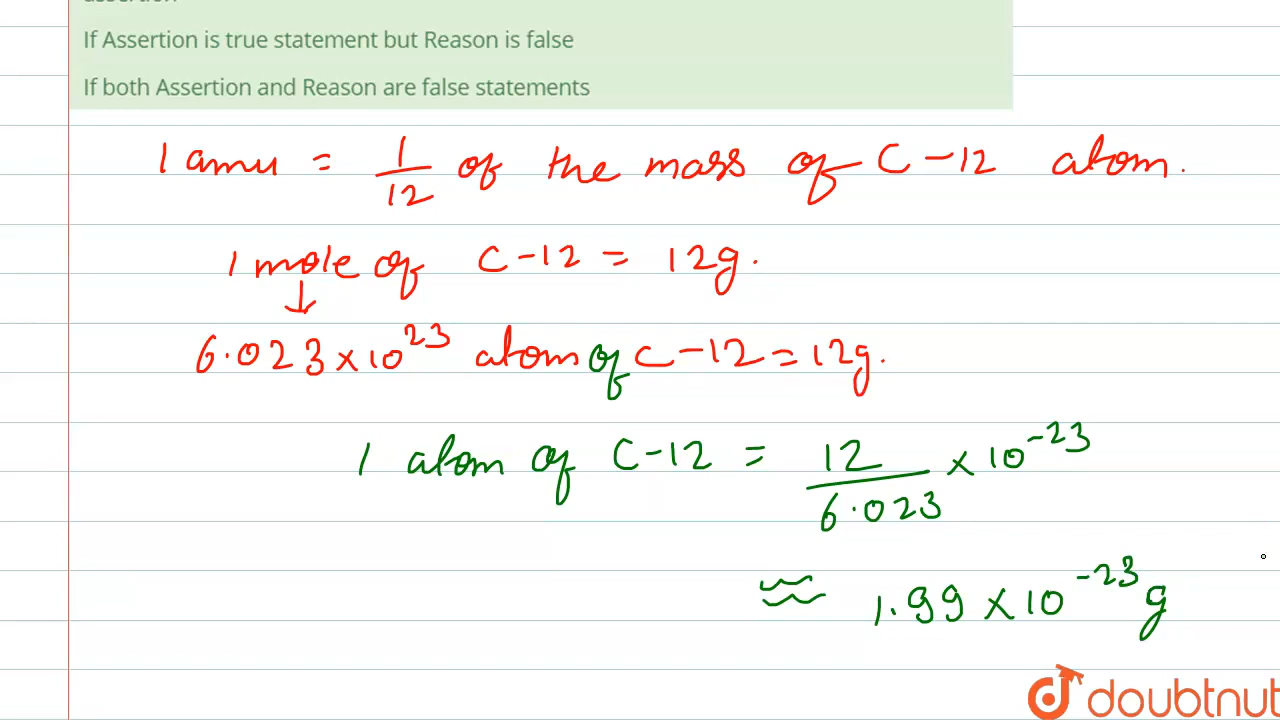 assertion
If Assertion is true statement but Reason is false
If both Assertion and Reason are false statements
1 amu = 1/12 of the mass of C-12 atom.
1 mole of C-12 = 12g.
↓
6.023×10^23 atom of C-12 = 12g.
1 atom of C-12 = 12/6.023 × 10^-23
≈ 1.99 × 10^-23 g
doubtnut